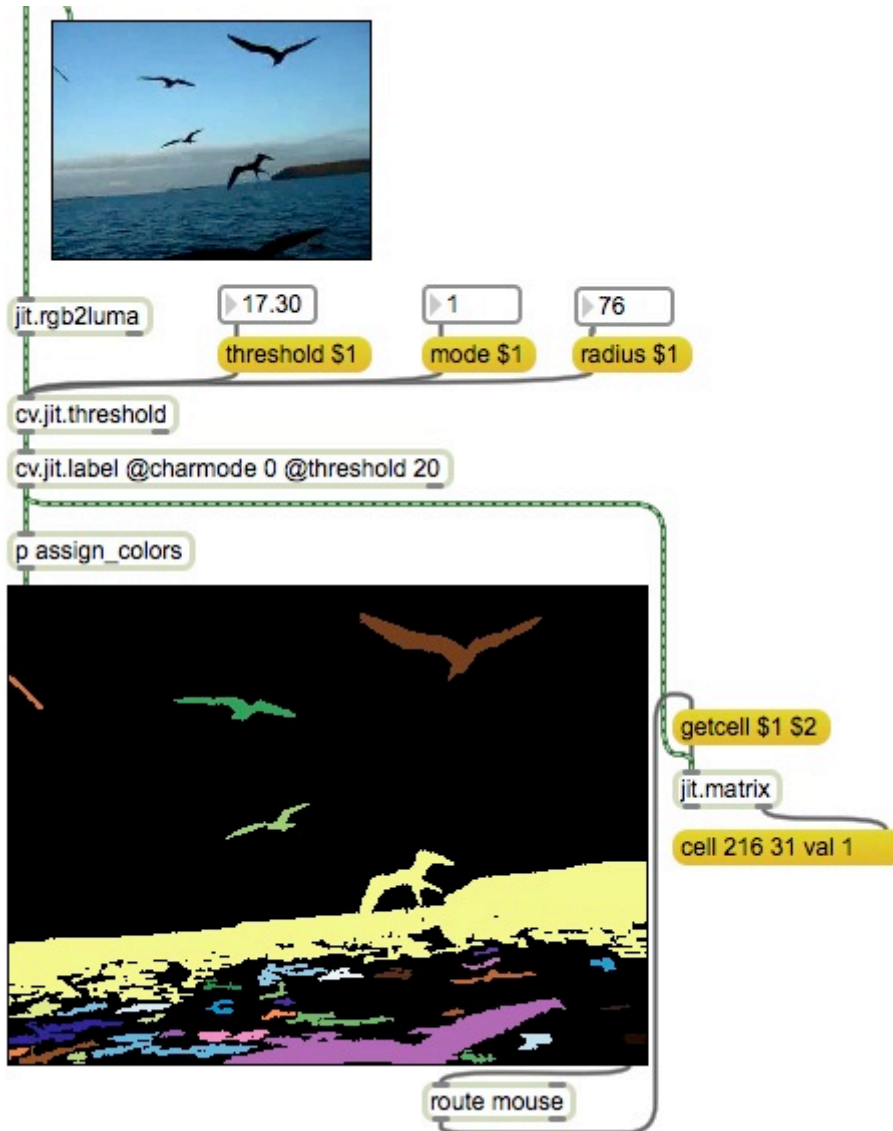 jit.rgb2luma
17.30
1
76
threshold $1
mode $1
radius $1
cv.jit.threshold
cv.jit.label @charmode 0 @threshold 20
p assign_colors
getcell $1 $2
jit.matrix
cell 216 31 val 1
route mouse